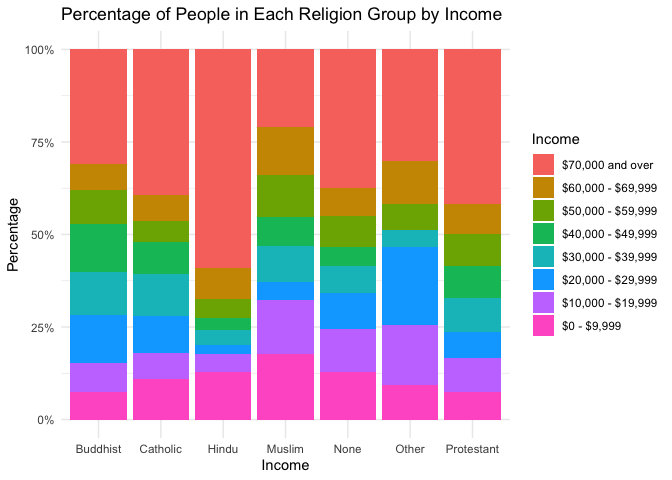 Percentage of People in Each Religion Group by Income
100%
75%
50%
25%
0%
Percentage
Buddhist Catholic Hindu Muslim None Other Protestant
Income
Income
$70,000 and over
$60,000 - $69,999
$50,000 - $59,999
$40,000 - $49,999
$30,000 - $39,999
$20,000 - $29,999
$10,000 - $19,999
$0 - $9,999